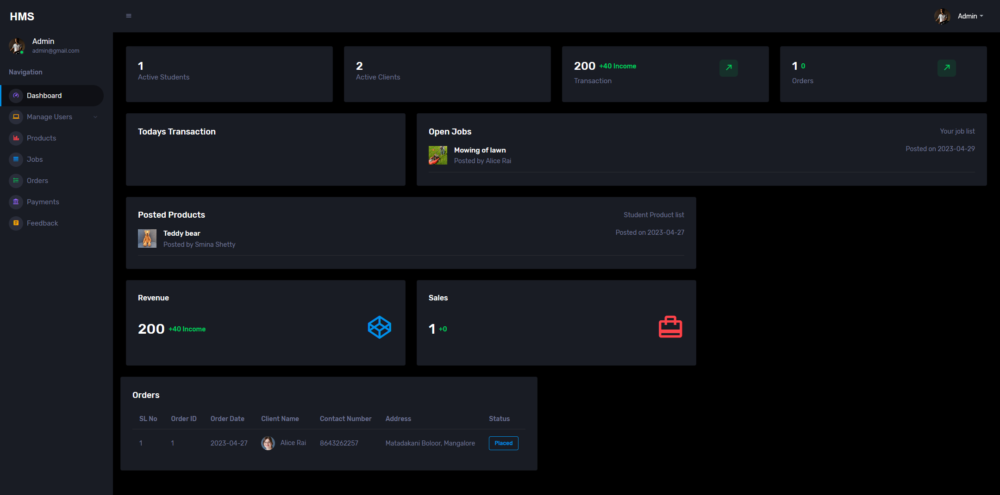 HMS
Admin
Admin
admin@gmail.com
Navigation
Dashboard
Manage Users
Products
Jobs
Orders
Payments
Feedback
1
Active Students
2
Active Clients
200 +40 Income
Transaction
1 0
Orders
Todays Transaction
Open Jobs
Your job list
Mowing of lawn
Posted by Alice Rai
Posted on 2023-04-29
Posted Products
Student Product list
Teddy bear
Posted by Smina Shetty
Posted on 2023-04-27
Revenue
200 +40 Income
Sales
1 +0
Orders
SL No Order ID Order Date Client Name Contact Number Address Status
1 1 2023-04-27 Alice Rai 8643262257 Matadakani Boloor, Mangalore Placed